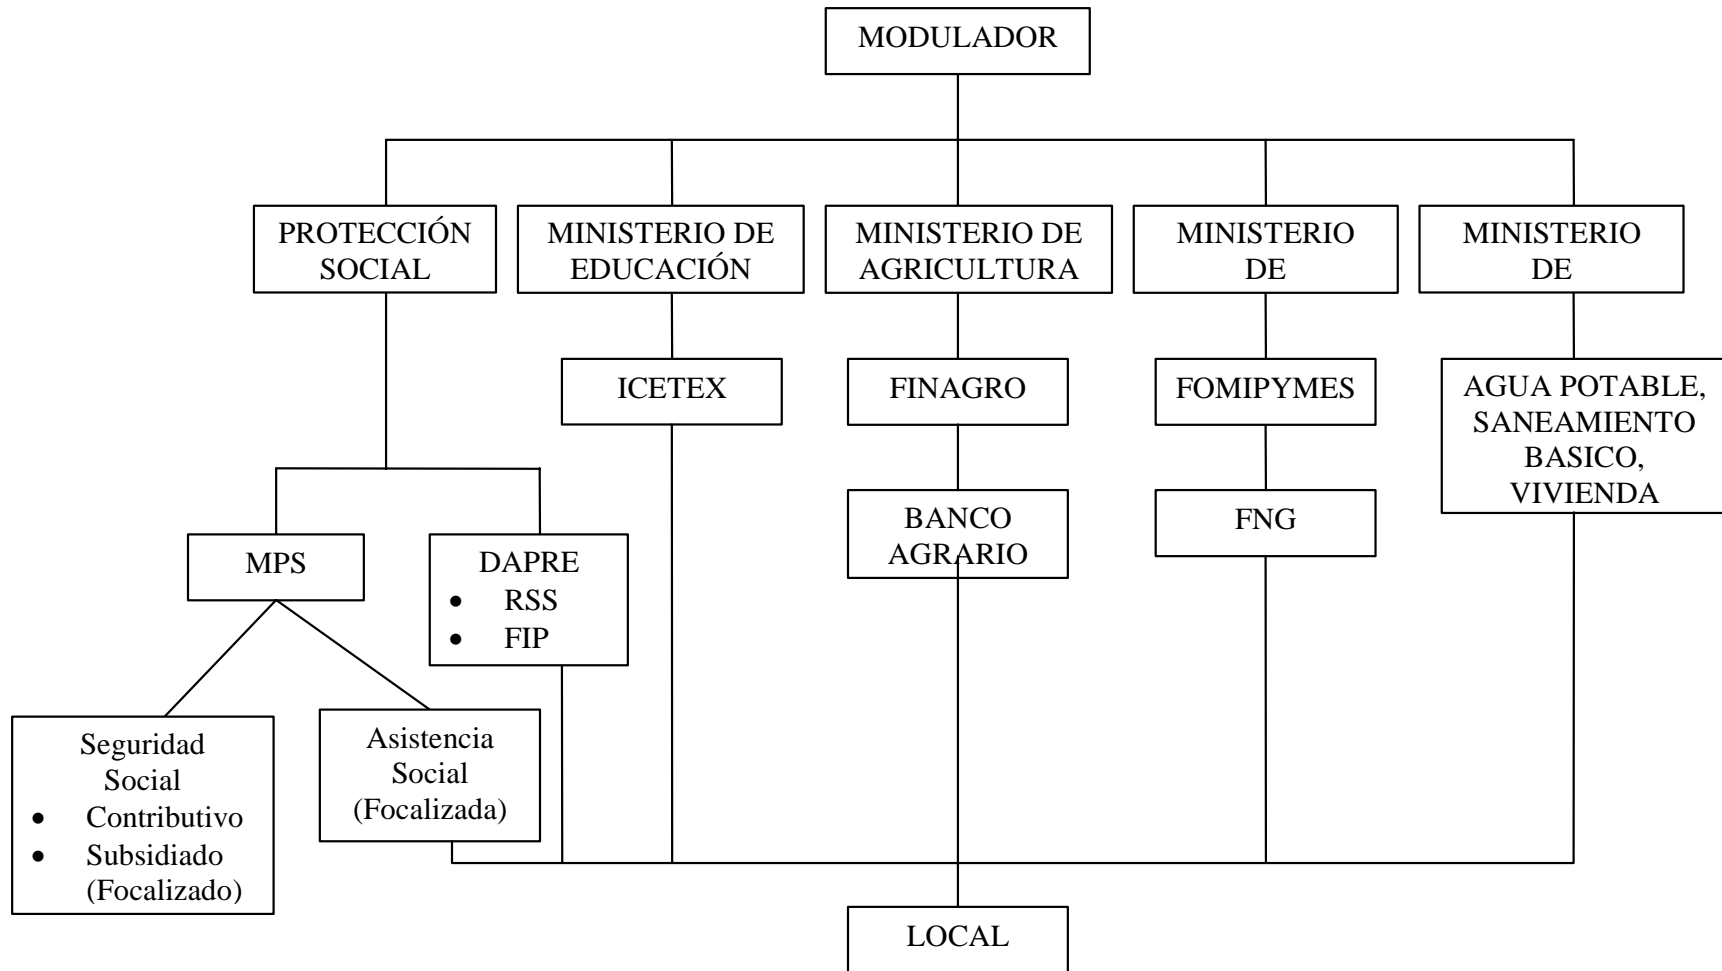 MODULADOR
PROTECCIÓN
SOCIAL
MINISTERIO DE
EDUCACIÓN
MINISTERIO DE
AGRICULTURA
MINISTERIO
DE
MINISTERIO
DE
ICETEX
FINAGRO
FOMIPYMES
AGUA POTABLE,
SANEAMIENTO
BASICO,
VIVIENDA
BANCO
AGRARIO
FNG
MPS
DAPRE
• RSS
• FIP
Seguridad
Social
• Contributivo
• Subsidiado
(Focalizado)
Asistencia
Social
(Focalizada)
LOCAL